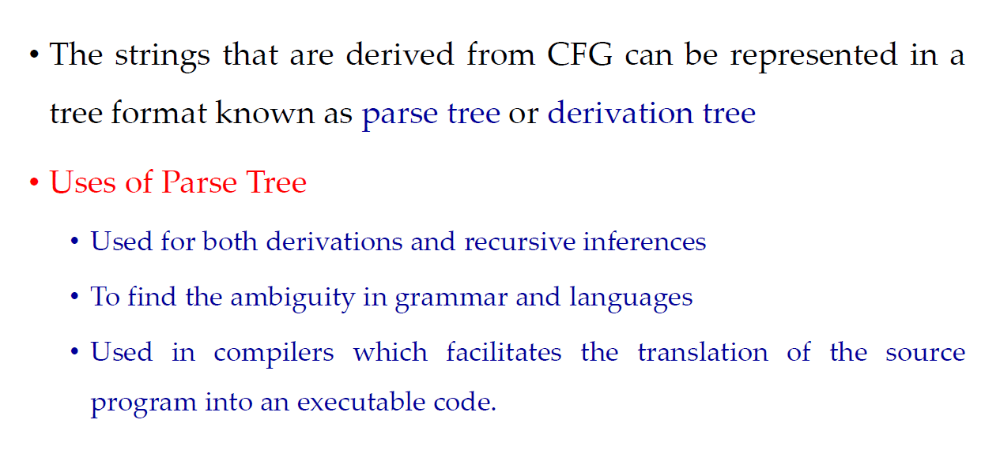 • The strings that are derived from CFG can be represented in a
tree format known as parse tree or derivation tree
• Uses of Parse Tree
• Used for both derivations and recursive inferences
• To find the ambiguity in grammar and languages
• Used in compilers which facilitates the translation of the source
program into an executable code.